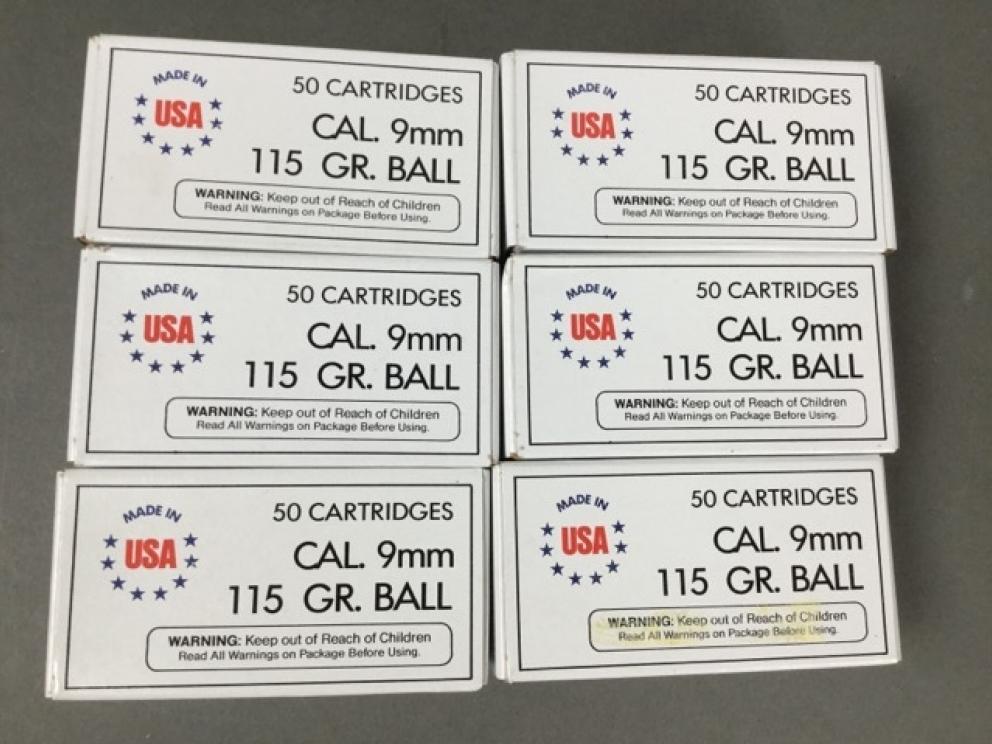 MADE IN
USA
50 CARTRIDGES
CAL. 9mm
115 GR. BALL
WARNING: Keep out of Reach of Children
Read All Warnings on Package Before Using.
MADE IN
USA
50 CARTRIDGES
CAL. 9mm
115 GR. BALL
WARNING: Keep out of Reach of Children
Read All Warnings on Package Before Using.
MADE IN
USA
50 CARTRIDGES
CAL. 9mm
115 GR. BALL
WARNING: Keep out of Reach of Children
Read All Warnings on Package Before Using.
MADE IN
USA
50 CARTRIDGES
CAL. 9mm
115 GR. BALL
WARNING: Keep out of Reach of Children
Read All Warnings on Package Before Using.
MADE IN
USA
50 CARTRIDGES
CAL. 9mm
115 GR. BALL
WARNING: Keep out of Reach of Children
Read All Warnings on Package Before Using.
MADE IN
USA
50 CARTRIDGES
CAL. 9mm
115 GR. BALL
WARNING: Keep out of Reach of Children
Read All Warnings on Package Before Using.